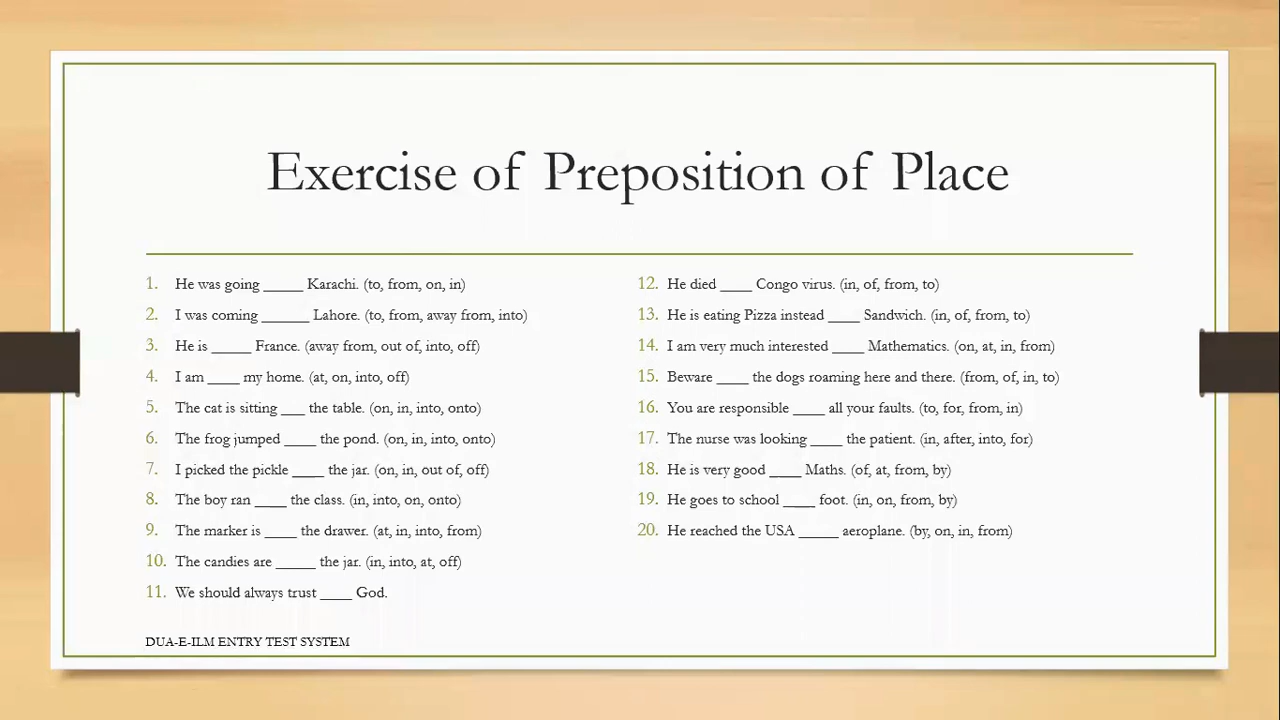 Exercise of Preposition of Place
1. He was going _____ Karachi. (to, from, on, in)
2. I was coming ______ Lahore. (to, from, away from, into)
3. He is _____ France. (away from, out of, into, off)
4. I am ____ my home. (at, on, into, off)
5. The cat is sitting ___ the table. (on, in, into, onto)
6. The frog jumped ____ the pond. (on, in, into, onto)
7. I picked the pickle ____ the jar. (on, in, out of, off)
8. The boy ran ____ the class. (in, into, on, onto)
9. The marker is ____ the drawer. (at, in, into, from)
10. The candies are _____ the jar. (in, into, at, off)
11. We should always trust ____ God.
12. He died ____ Congo virus. (in, of, from, to)
13. He is eating Pizza instead ____ Sandwich. (in, of, from, to)
14. I am very much interested ____ Mathematics. (on, at, in, from)
15. Beware ____ the dogs roaming here and there. (from, of, in, to)
16. You are responsible ____ all your faults. (to, for, from, in)
17. The nurse was looking ____ the patient. (in, after, into, for)
18. He is very good ____ Maths. (of, at, from, by)
19. He goes to school ____ foot. (in, on, from, by)
20. He reached the USA _____ aeroplane. (by, on, in, from)
DUA-E-ILM ENTRY TEST SYSTEM